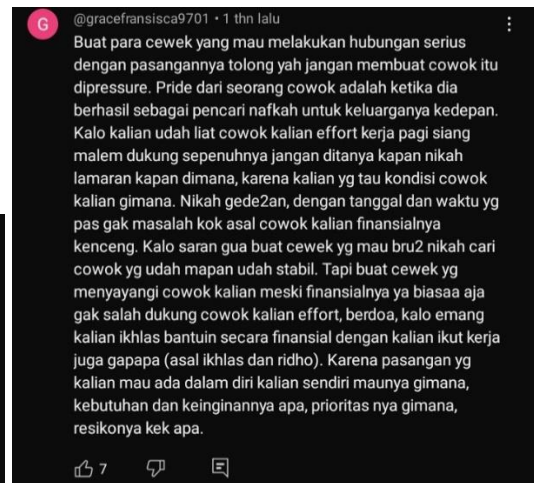 G
@gracefransisca9701 • 1 thn lalu
Buat para cewek yang mau melakukan hubungan serius
dengan pasangannya tolong yah jangan membuat cowok itu
dipressure. Pride dari seorang cowok adalah ketika dia
berhasil sebagai pencari nafkah untuk keluarganya kedepan.
Kalo kalian udah liat cowok kalian effort kerja pagi siang
malem dukung sepenuhnya jangan ditanya kapan nikah
lamaran kapan dimana, karena kalian yg tau kondisi cowok
kalian gimana. Nikah gede2an, dengan tanggal dan waktu yg
pas gak masalah kok asal cowok kalian finansialnya
kenceng. Kalo saran gua buat cewek yg mau bru2 nikah cari
cowok yg udah mapan udah stabil. Tapi buat cewek yg
menyayangi cowok kalian meski finansialnya ya biasaa aja
gak salah dukung cowok kalian effort, berdoa, kalo emang
kalian ikhlas bantuin secara finansial dengan kalian ikut kerja
juga gapapa (asal ikhlas dan ridho). Karena pasangan yg
kalian mau ada dalam diri kalian sendiri maunya gimana,
kebutuhan dan keinginannya apa, prioritas nya gimana,
resikonya kek apa.
7